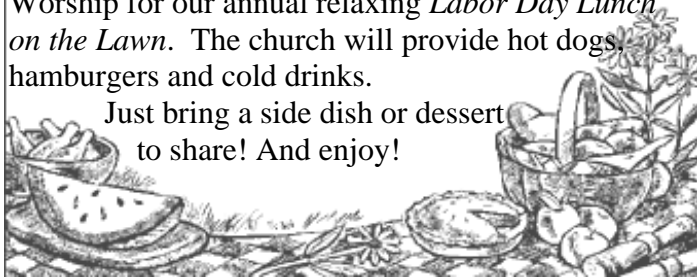 Worship for our annual relaxing Labor Day Lunch
on the Lawn. The church will provide hot dogs,
hamburgers and cold drinks.
Just bring a side dish or dessert
to share! And enjoy!